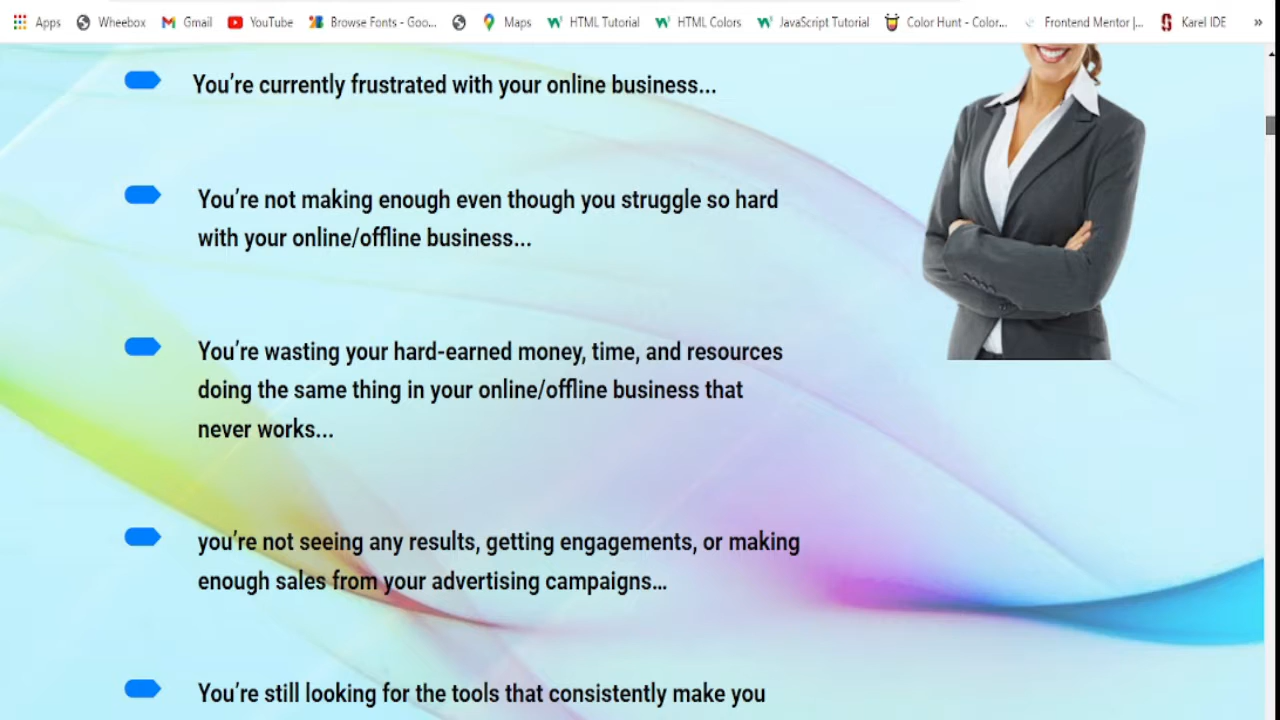 Apps Wheebox Gmail YouTube Browse Fonts - Goo... Maps HTML Tutorial HTML Colors JavaScript Tutorial Color Hunt - Color... Frontend Mentor |... Karel IDE »
You're currently frustrated with your online business...
You're not making enough even though you struggle so hard
with your online/offline business...
You're wasting your hard-earned money, time, and resources
doing the same thing in your online/offline business that
never works...
you're not seeing any results, getting engagements, or making
enough sales from your advertising campaigns...
You're still looking for the tools that consistently make you